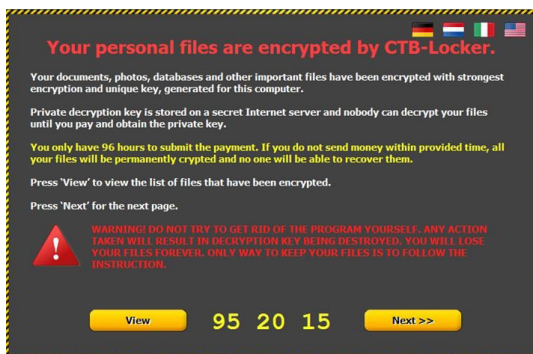 Your personal files are encrypted by CTB-Locker.
Your documents, photos, databases and other important files have been encrypted with strongest
encryption and unique key, generated for this computer.
Private decryption key is stored on a secret Internet server and nobody can decrypt your files
until you pay and obtain the private key.
You only have 96 hours to submit the payment. If you do not send money within provided time, all
your files will be permanently crypted and no one will be able to recover them.
Press 'View' to view the list of files that have been encrypted.
Press 'Next' for the next page.
WARNING! DO NOT TRY TO GET RID OF THE PROGRAM YOURSELF. ANY ACTION
TAKEN WILL RESULT IN DECRYPTION KEY BEING DESTROYED. YOU WILL LOSE
YOUR FILES FOREVER. ONLY WAY TO KEEP YOUR FILES IS TO FOLLOW THE
INSTRUCTION.
View 95 20 15 Next >>